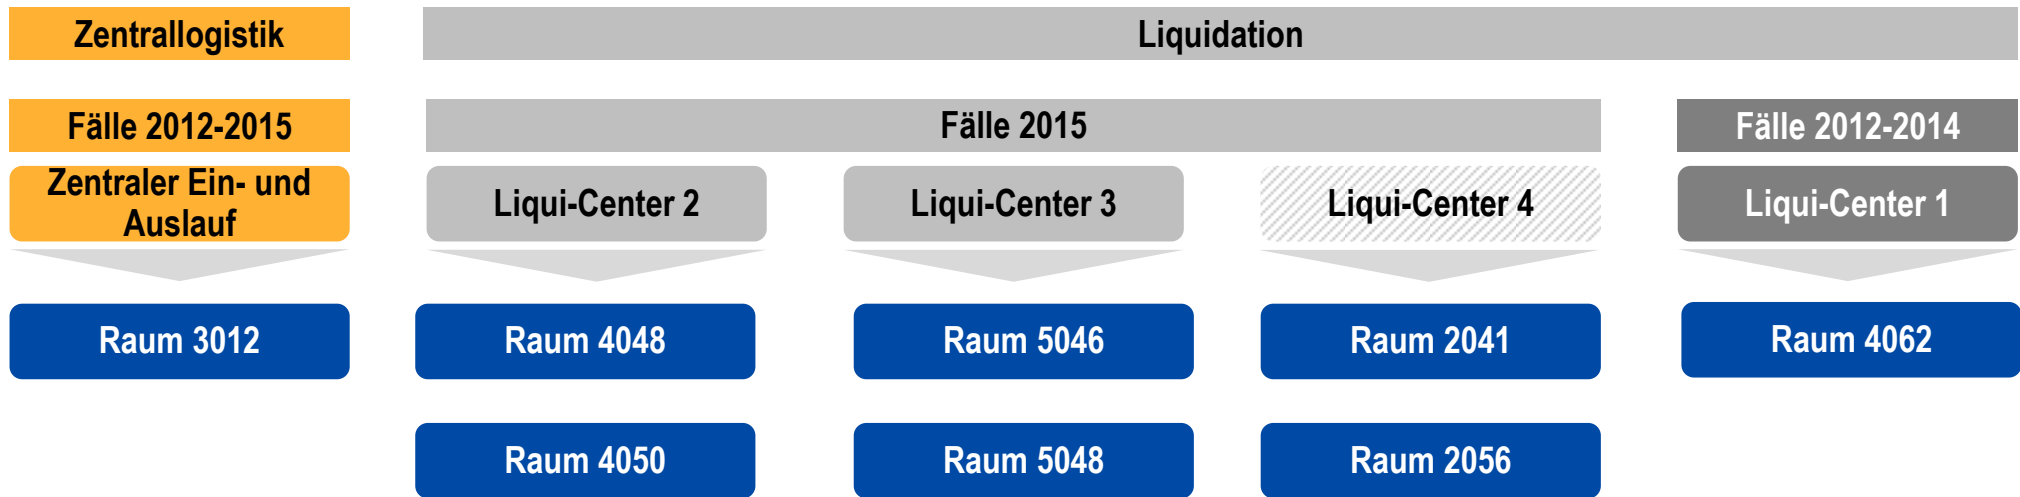 Zentrallogistik
Liquidation
Fälle 2012-2015
Fälle 2015
Fälle 2012-2014
Zentraler Ein- und
Auslauf
Liqui-Center 2
Liqui-Center 3
Liqui-Center 4
Liqui-Center 1
Raum 3012
Raum 4048
Raum 5046
Raum 2041
Raum 4062
Raum 4050
Raum 5048
Raum 2056